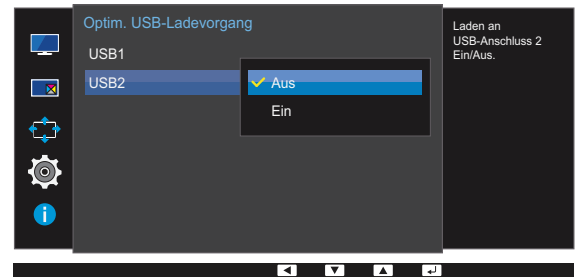 Optim. USB-Ladevorgang
USB1
USB2
Aus
Ein
Laden an
USB-Anschluss 2
Ein/Aus.